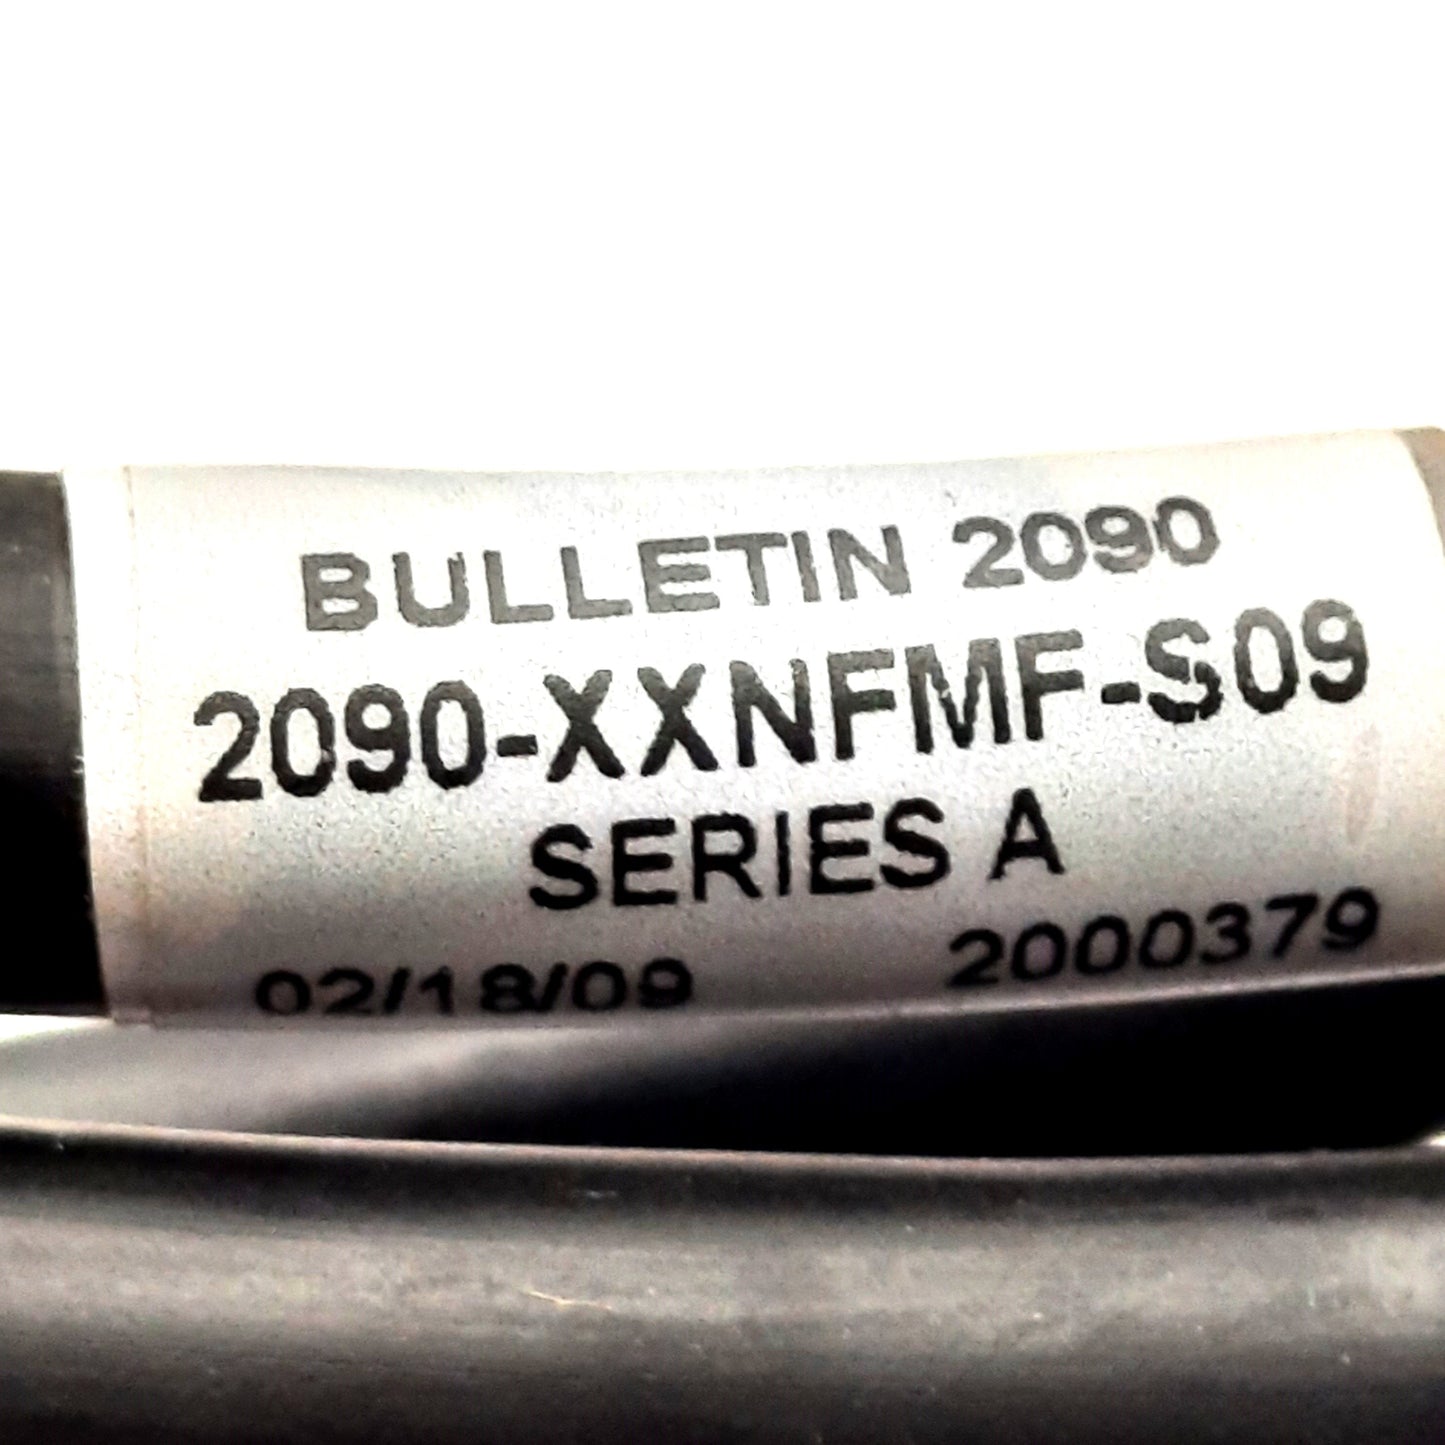 BULLETIN 2090
2090-XXNFMF-S09
SERIES A
02/18/09 2000379